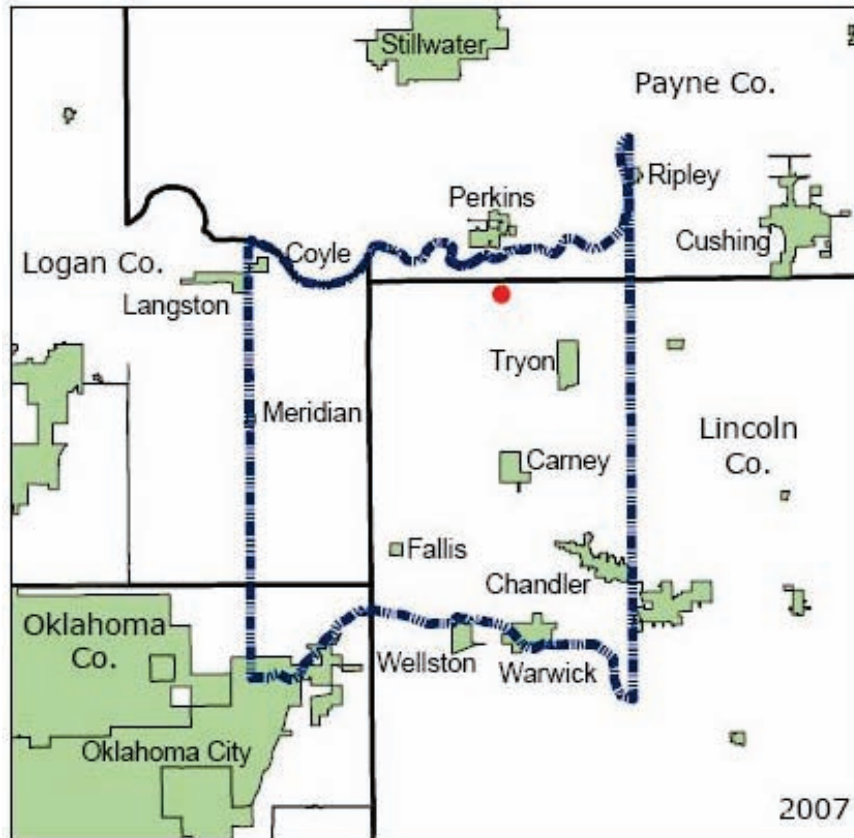 Stillwater
Payne Co.
Ripley
Perkins
Cushing
Coyle
Logan Co.
Langston
Tryon
Meridian
Lincoln
Co.
Carney
Fallis
Chandler
Oklahoma
Co.
Wellston
Warwick
Oklahoma City
2007